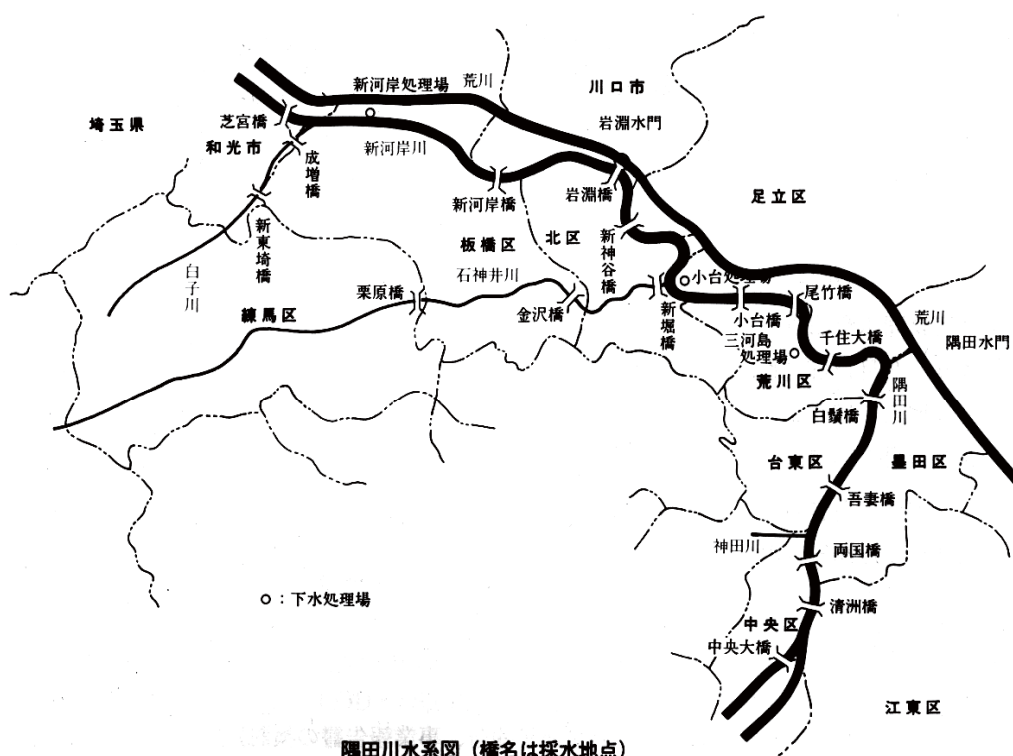 新河岸処理場
荒川
川口市
岩淵水門
埼玉県
芝宮橋
和光市
成増橋
新河岸川
新河岸橋
岩淵橋
足立区
新東埼橋
板橋区
北区
新神谷橋
白子川
石神井川
小台処理場
栗原橋
金沢橋
新堀橋
尾竹橋
練馬区
小台橋
荒川
三河島
処理場
千住大橋
隅田水門
荒川区
隅田川
白鬚橋
台東区
墨田区
吾妻橋
神田川
両国橋
○：下水処理場
清洲橋
中央区
中央大橋
江東区
隅田川水系図（橋名は採水地点）